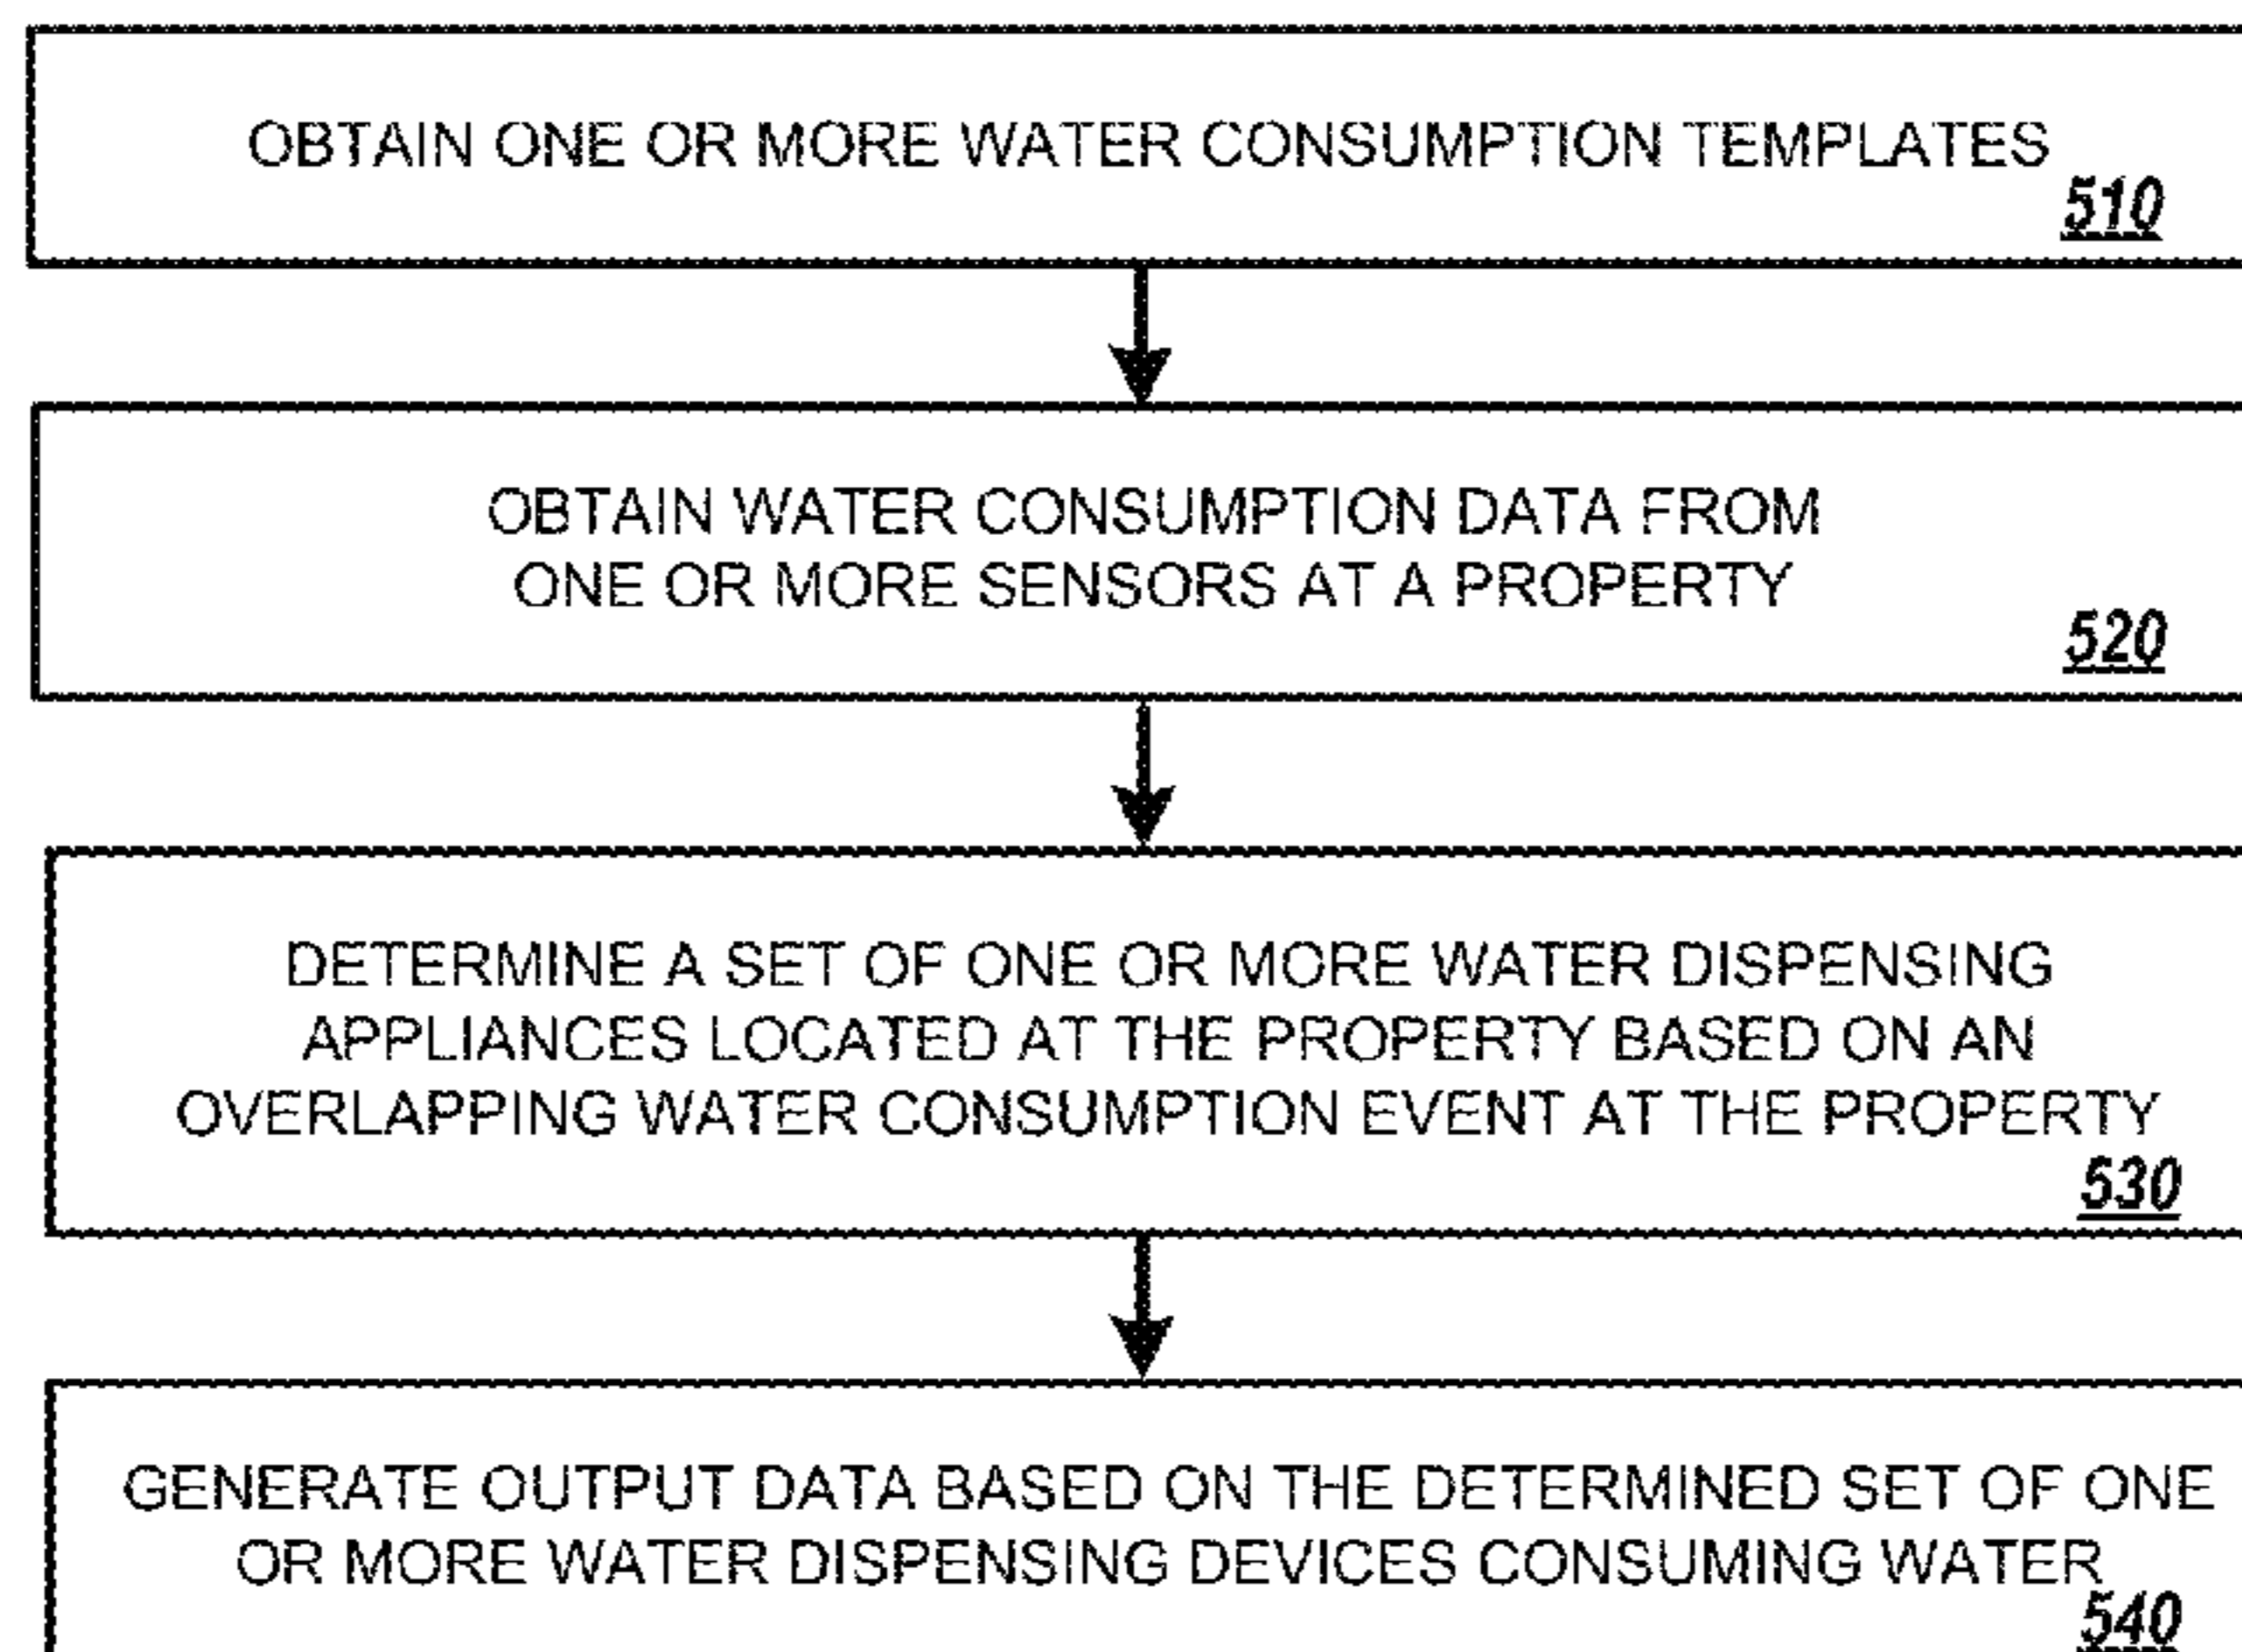 OBTAIN ONE OR MORE WATER CONSUMPTION TEMPLATES
510
OBTAIN WATER CONSUMPTION DATA FROM
ONE OR MORE SENSORS AT A PROPERTY
520
DETERMINE A SET OF ONE OR MORE WATER DISPENSING
APPLIANCES LOCATED AT THE PROPERTY BASED ON AN
OVERLAPPING WATER CONSUMPTION EVENT AT THE PROPERTY
530
GENERATE OUTPUT DATA BASED ON THE DETERMINED SET OF ONE
OR MORE WATER DISPENSING DEVICES CONSUMING WATER
540